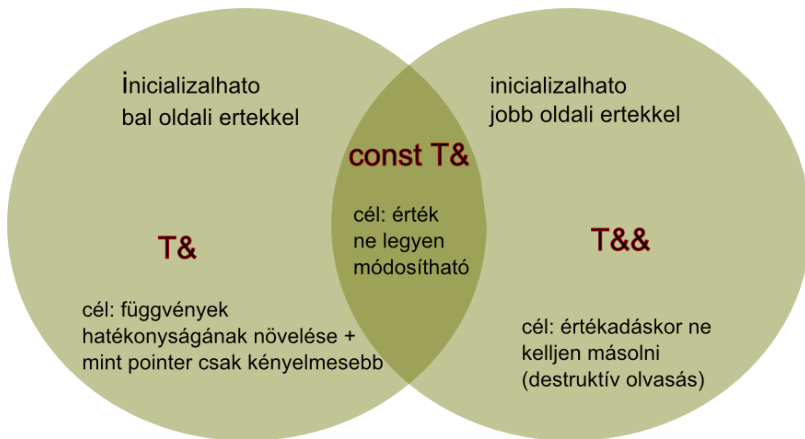 inicializalhato
bal oldali ertekkel
T&
cél: függvények
hatékonyságának növelése +
mint pointer csak kényelmesebb
const T&
cél: érték
ne legyen
módosítható
inicializalhato
jobb oldali ertekkel
T&&
cél: értékadáskor ne
kelljen másolni
(destruktív olvasás)